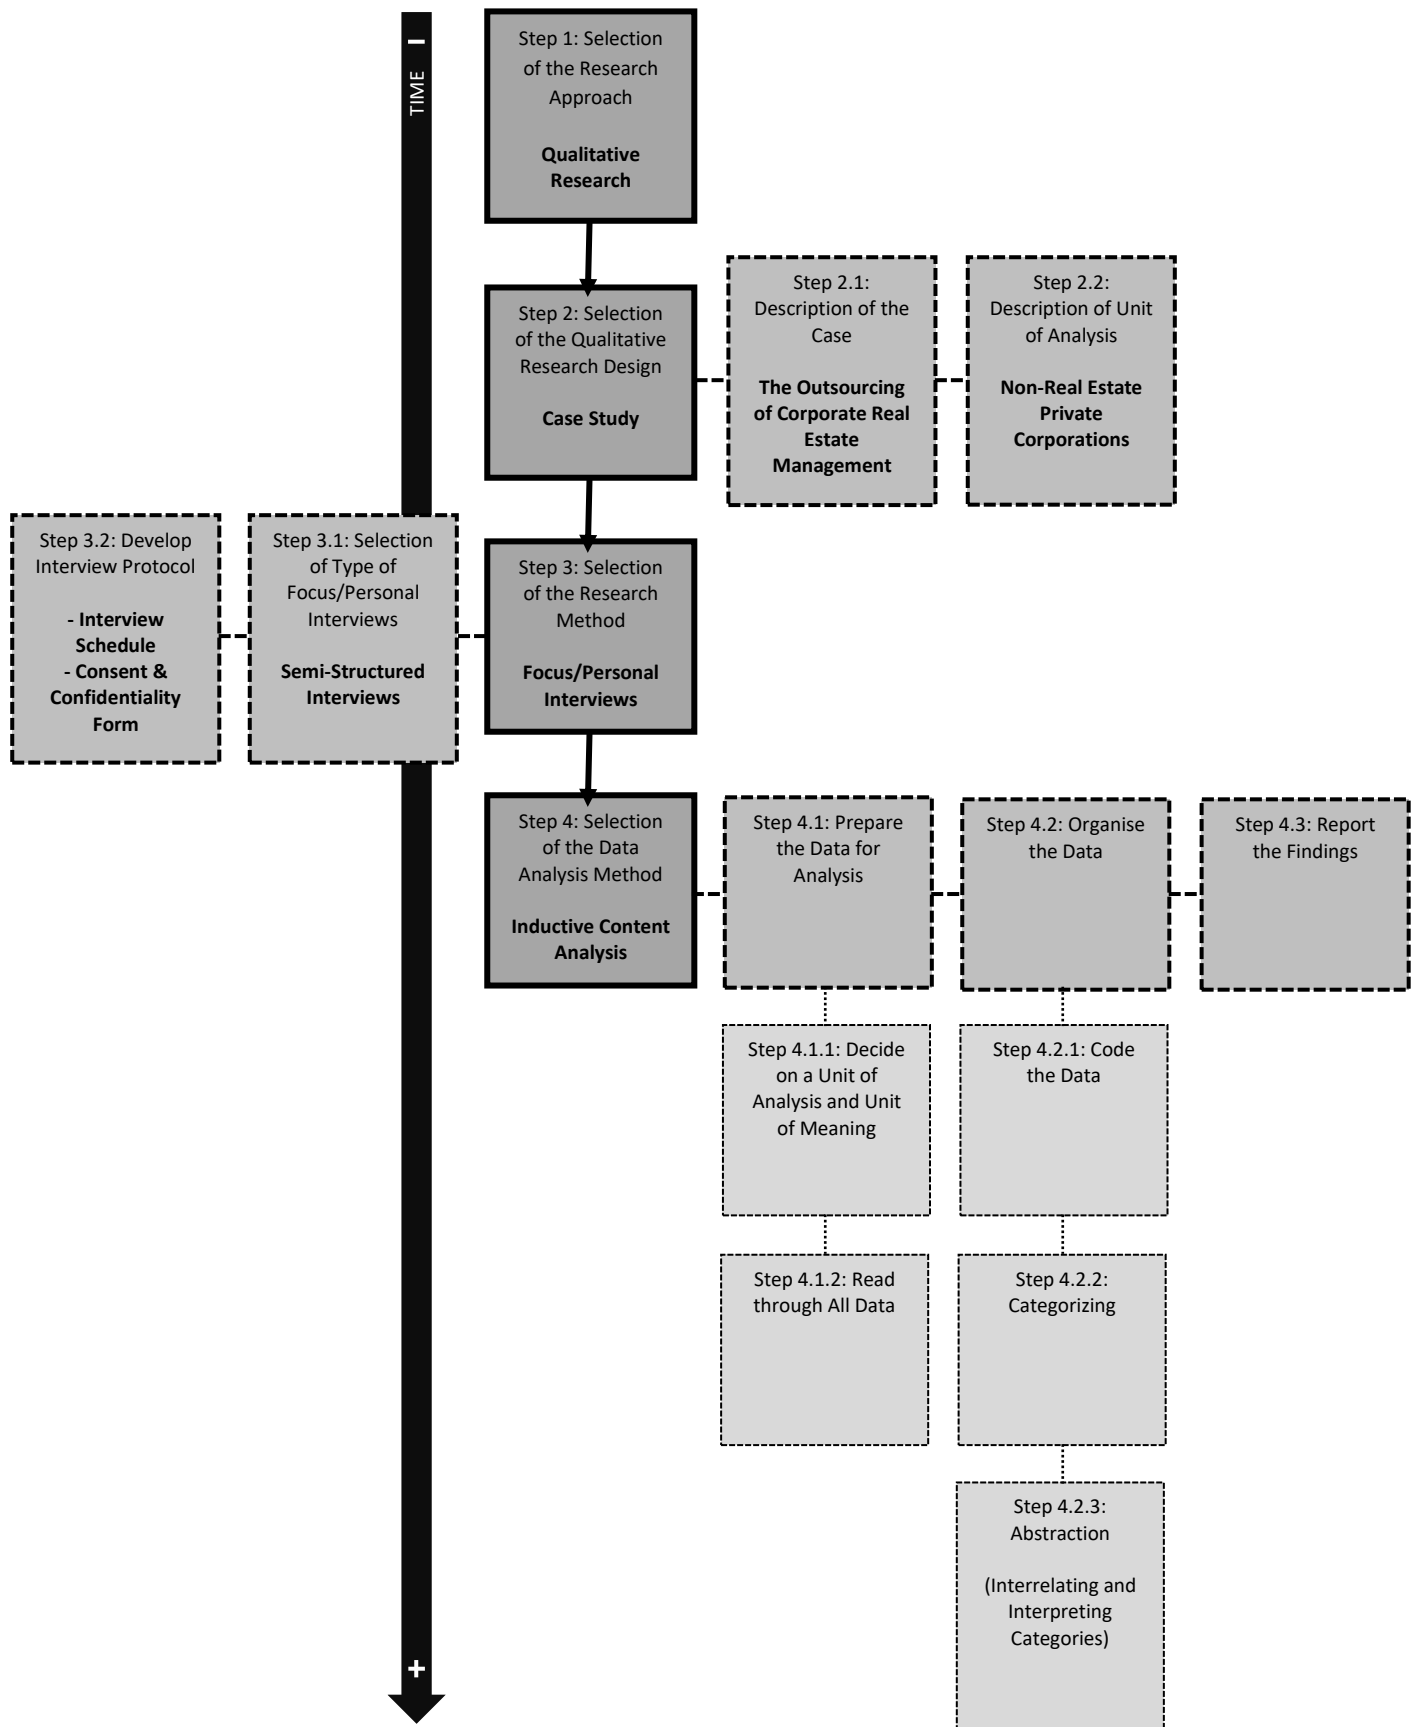 –
TIME
Step 1: Selection
of the Research
Approach
Qualitative
Research
Step 2: Selection
of the Qualitative
Research Design
Case Study
Step 2.1:
Description of the
Case
The Outsourcing
of Corporate Real
Estate
Management
Step 2.2:
Description of Unit
of Analysis
Non-Real Estate
Private
Corporations
Step 3.2: Develop
Interview Protocol
- Interview
Schedule
- Consent &
Confidentiality
Form
Step 3.1: Selection
of Type of
Focus/Personal
Interviews
Semi-Structured
Interviews
Step 3: Selection
of the Research
Method
Focus/Personal
Interviews
Step 4: Selection
of the Data
Analysis Method
Inductive Content
Analysis
Step 4.1: Prepare
the Data for
Analysis
Step 4.2: Organise
the Data
Step 4.3: Report
the Findings
Step 4.1.1: Decide
on a Unit of
Analysis and Unit
of Meaning
Step 4.2.1: Code
the Data
Step 4.1.2: Read
through All Data
Step 4.2.2:
Categorizing
Step 4.2.3:
Abstraction
(Interrelating and
Interpreting
Categories)
+